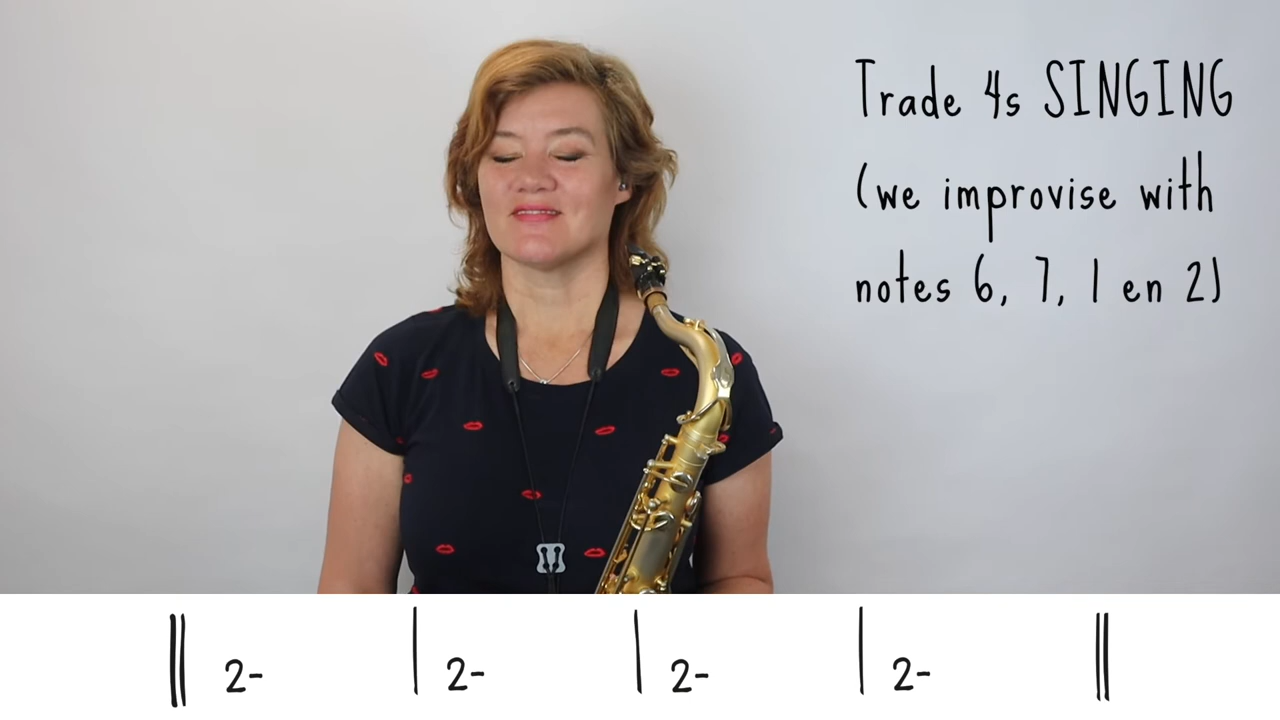 Trade 4s SINGING
(we improvise with
notes 6, 7, 1 en 2)
2- 2- 2- 2-